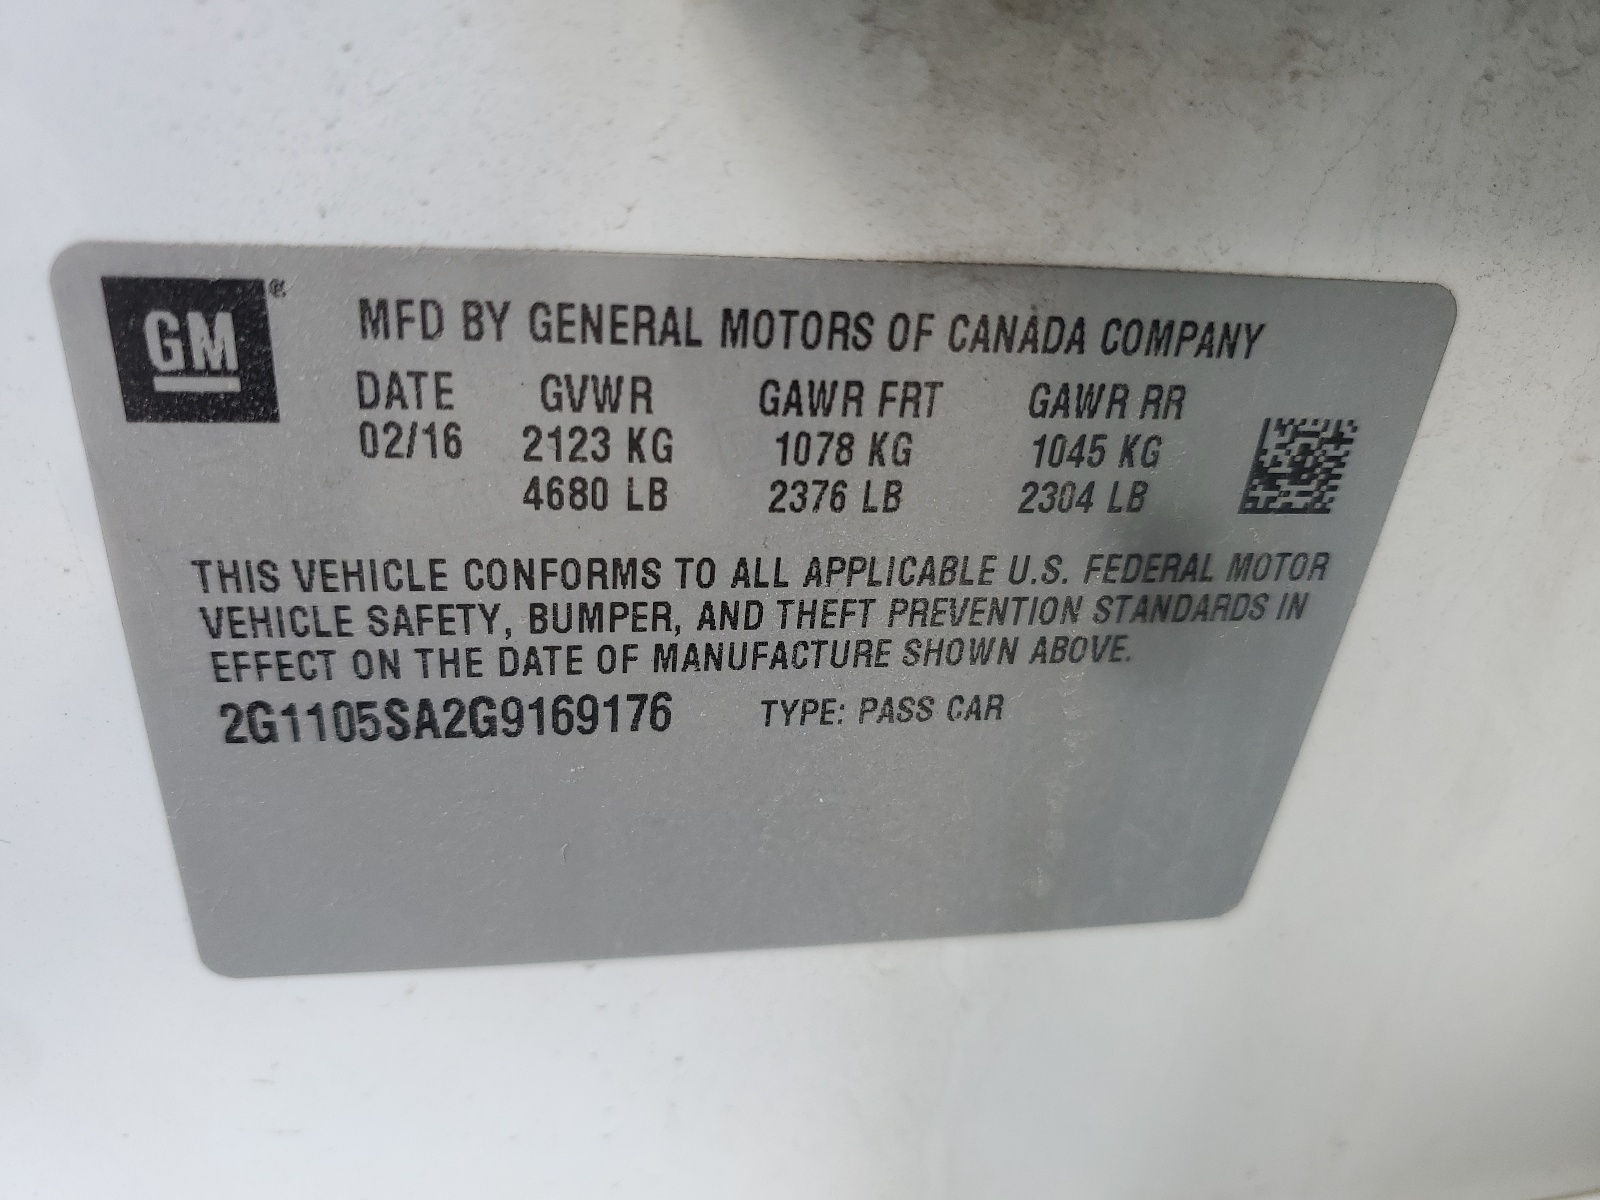 GM®
MFD BY GENERAL MOTORS OF CANADA COMPANY
DATE GVWR GAWR FRT GAWR RR
02/16 2123 KG 1078 KG 1045 KG
4680 LB 2376 LB 2304 LB
THIS VEHICLE CONFORMS TO ALL APPLICABLE U.S. FEDERAL MOTOR
VEHICLE SAFETY, BUMPER, AND THEFT PREVENTION STANDARDS IN
EFFECT ON THE DATE OF MANUFACTURE SHOWN ABOVE.
2G1105SA2G9169176 TYPE: PASS CAR